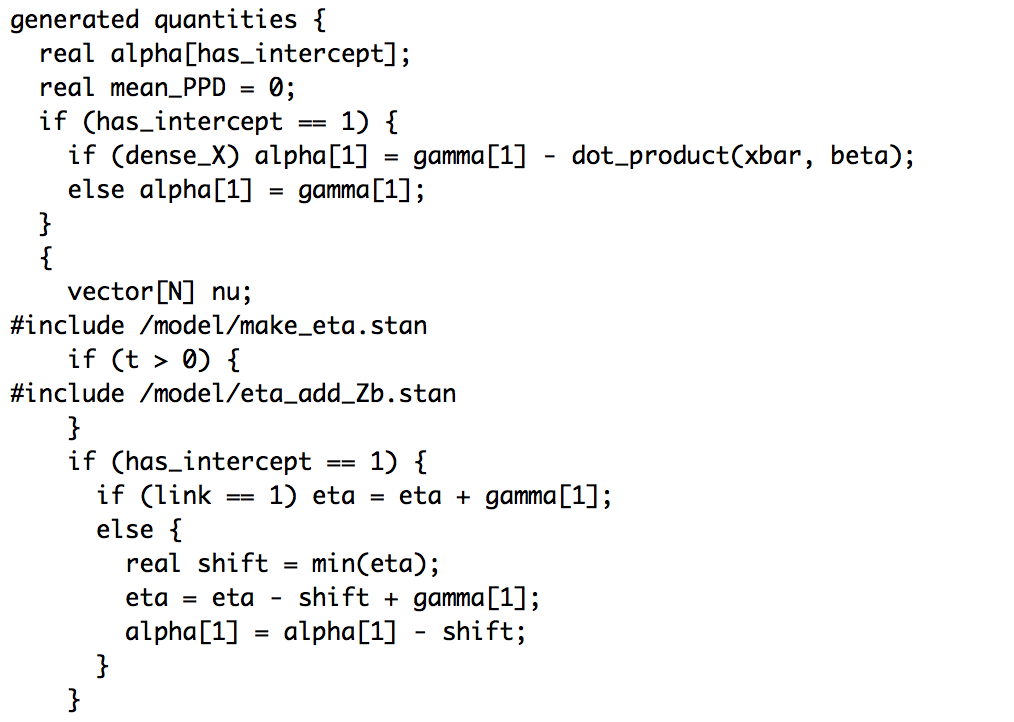 generated quantities {
  real alpha[has_intercept];
  real mean_PPD = 0;
  if (has_intercept == 1) {
    if (dense_X) alpha[1] = gamma[1] - dot_product(xbar, beta);
    else alpha[1] = gamma[1];
  }
  {
    vector[N] nu;
#include /model/make_eta.stan
    if (t > 0) {
#include /model/eta_add_Zb.stan
    }
    if (has_intercept == 1) {
      if (link == 1) eta = eta + gamma[1];
      else {
        real shift = min(eta);
        eta = eta - shift + gamma[1];
        alpha[1] = alpha[1] - shift;
      }
    }